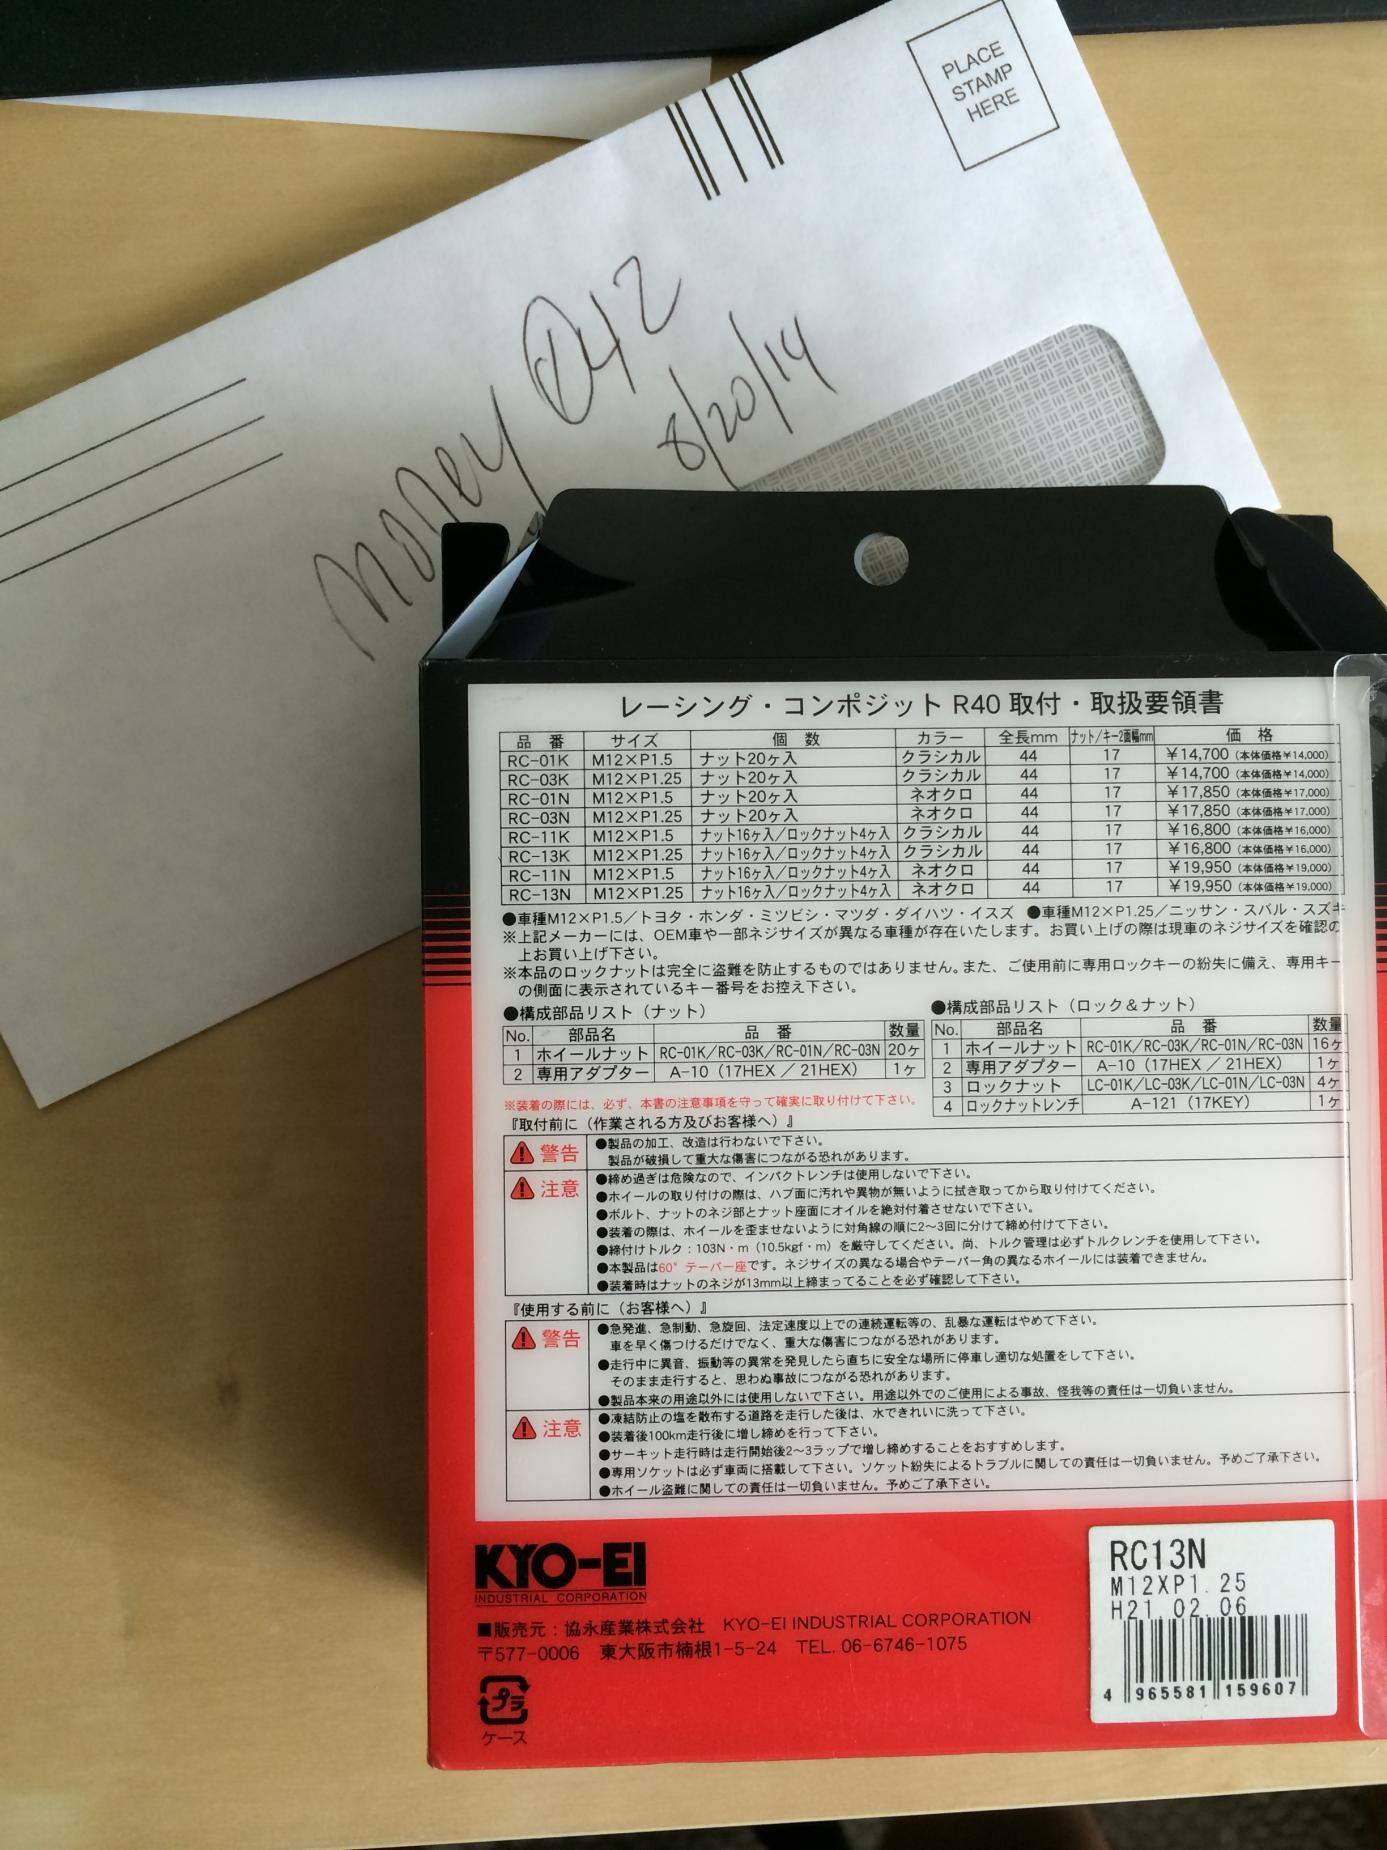 PLACE
STAMP
HERE
money
8/20/14
レーシング・コンポジット R40 取付・取扱要領書
品 番 サイズ 個 数 カラー 全長mm ナット/キー2面幅mm 価 格
RC-01K M12×P1.5 ナット20ヶ入 クラシカル 44 17 ￥14,700（本体価格￥14,000）
RC-03K M12×P1.25 ナット20ヶ入 クラシカル 44 17 ￥14,700（本体価格￥14,000）
RC-01N M12×P1.5 ナット20ヶ入 ネオクロ 44 17 ￥17,850（本体価格￥17,000）
RC-03N M12×P1.25 ナット20ヶ入 ネオクロ 44 17 ￥17,850（本体価格￥17,000）
RC-11K M12×P1.5 ナット16ヶ入／ロックナット4ヶ入 クラシカル 44 17 ￥16,800（本体価格￥16,000）
RC-13K M12×P1.25 ナット16ヶ入／ロックナット4ヶ入 クラシカル 44 17 ￥16,800（本体価格￥16,000）
RC-11N M12×P1.5 ナット16ヶ入／ロックナット4ヶ入 ネオクロ 44 17 ￥19,950（本体価格￥19,000）
RC-13N M12×P1.25 ナット16ヶ入／ロックナット4ヶ入 ネオクロ 44 17 ￥19,950（本体価格￥19,000）
●車種M12×P1.5／トヨタ・ホンダ・ミツビシ・マツダ・ダイハツ・イスズ ●車種M12×P1.25／ニッサン・スバル・スズキ
※上記メーカーには、OEM車や一部ネジサイズが異なる車種が存在いたします。お買い上げの際は現車のネジサイズを確認の
上お買い上げ下さい。
※本品のロックナットは完全に盗難を防止するものではありません。また、ご使用前に専用ロックキーの紛失に備え、専用キー
の側面に表示されているキー番号をお控え下さい。
●構成部品リスト（ナット）
No. 部品名 品 番 数量
1 ホイールナット RC-01K／RC-03K／RC-01N／RC-03N 20ヶ
2 専用アダプター A-10（17HEX ／ 21HEX） 1ヶ
●構成部品リスト（ロック＆ナット）
No. 部品名 品 番 数量
1 ホイールナット RC-01K／RC-03K／RC-01N／RC-03N 16ヶ
2 専用アダプター A-10（17HEX ／ 21HEX） 1ヶ
3 ロックナット LC-01K／LC-03K／LC-01N／LC-03N 4ヶ
4 ロックナットレンチ A-121（17KEY） 1ヶ
※装着の際には、必ず、本書の注意事項を守って確実に取り付けて下さい。
『取付前に（作業される方及びお客様へ）』
警告
●製品の加工、改造は行わないで下さい。
製品が破損して重大な傷害につながる恐れがあります。
注意
●締め過ぎは危険なので、インパクトレンチは使用しないで下さい。
●ホイールの取り付けの際は、ハブ面に汚れや異物が無いように拭き取ってから取り付けてください。
●ボルト、ナットのネジ部とナット座面にオイルを絶対付着させないで下さい。
●装着の際は、ホイールを歪ませないように対角線の順に2～3回に分けて締め付けて下さい。
●締付けトルク：103N・m（10.5kgf・m）を厳守してください。尚、トルク管理は必ずトルクレンチを使用して下さい。
●本製品は60°テーパー座です。ネジサイズの異なる場合やテーパー角の異なるホイールには装着できません。
●装着時はナットのネジが13mm以上締まってることを必ず確認して下さい。
『使用する前に（お客様へ）』
警告
●急発進、急制動、急旋回、法定速度以上での連続運転等の、乱暴な運転はやめて下さい。
車を早く傷つけるだけでなく、重大な傷害につながる恐れがあります。
●走行中に異音、振動等の異常を発見したら直ちに安全な場所に停車し適切な処置をして下さい。
そのまま走行すると、思わぬ事故につながる恐れがあります。
●製品本来の用途以外には使用しないで下さい。用途以外でのご使用による事故、怪我等の責任は一切負いません。
注意
●凍結防止の塩を散布する道路を走行した後は、水できれいに洗って下さい。
●装着後100km走行後に増し締めを行って下さい。
●サーキット走行時は走行開始後2～3ラップで増し締めすることをおすすめします。
●専用ソケットは必ず車両に搭載して下さい。ソケット紛失によるトラブルに関しての責任は一切負いません。予めご了承下さい。
●ホイール盗難に関しての責任は一切負いません。予めご了承下さい。
KYO-EI
INDUSTRIAL CORPORATION
■販売元：協永産業株式会社 KYO-EI INDUSTRIAL CORPORATION
〒577-0006 東大阪市楠根1-5-24 TEL. 06-6746-1075
プラ
ケース
RC13N
M12XP1.25
H21.02.06
4 965581 159607